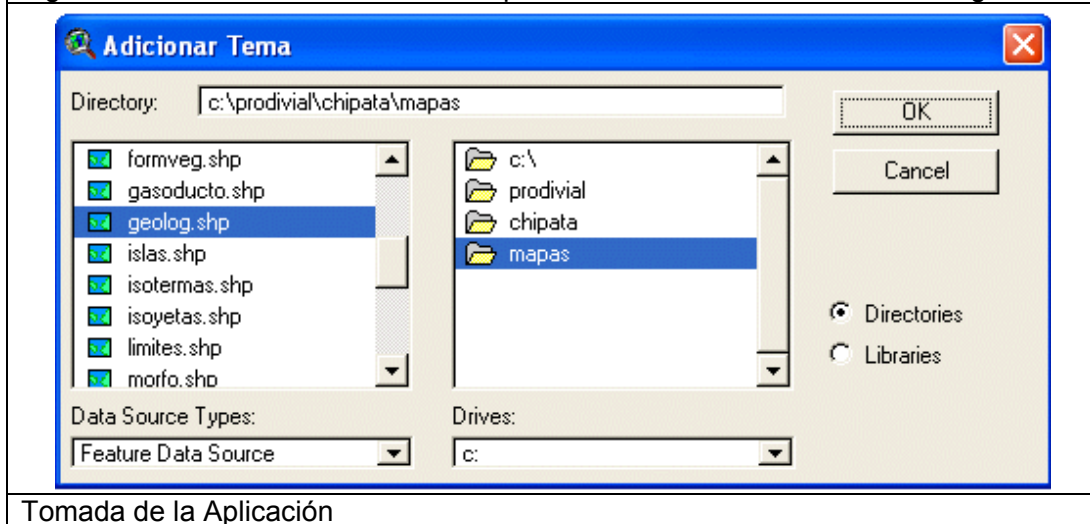 Adicionar Tema
Directory: c:\prodivial\chipata\mapas
OK
Cancel
formveg.shp
gasoducto.shp
geolog.shp
islas.shp
isotermas.shp
isoyetas.shp
limites.shp
morfo.shp
c:\
prodivial
chipata
mapas
Directories
Libraries
Data Source Types:
Feature Data Source
Drives:
c:
Tomada de la Aplicación